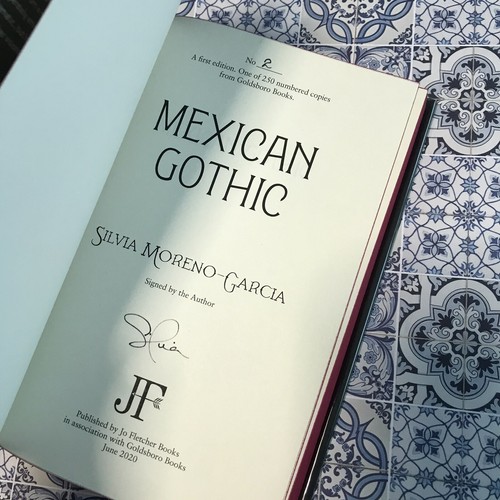 No 2
A first edition. One of 250 numbered copies
from Goldsboro Books.
MEXICAN
GOTHIC
SILVIA MORENO-GARCIA
Signed by the Author
Silvia
JF
Published by Jo Fletcher Books
in association with Goldsboro Books
June 2020